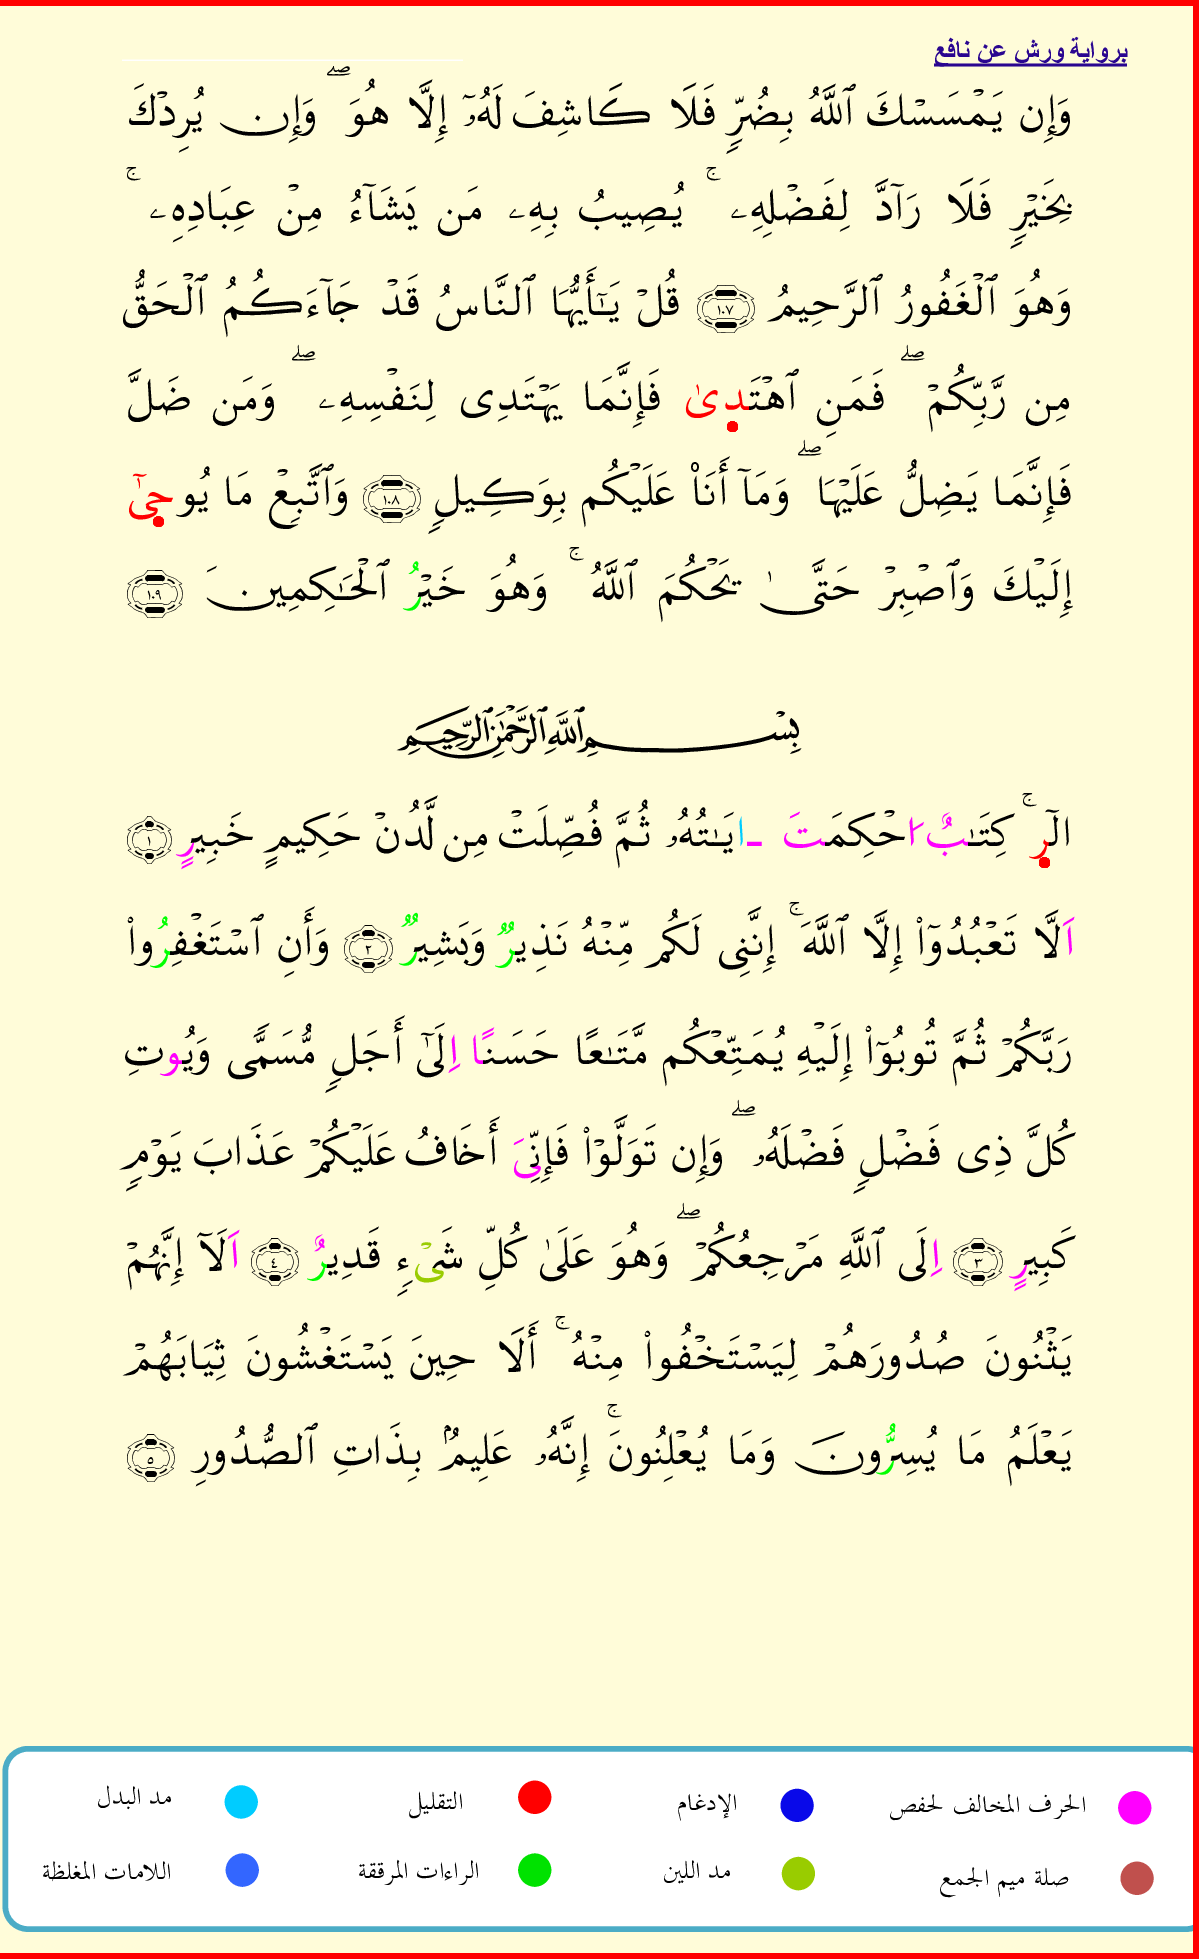 برواية ورش عن نافع
وَإِن يَمْسَسْكَ ٱللَّهُ بِضُرٍّ فَلَا كَاشِفَ لَهُۥٓ إِلَّا هُوَ ۖ وَإِن يُرِدْكَ
بِخَيْرٍ فَلَا رَآدَّ لِفَضْلِهِۦ ۚ يُصِيبُ بِهِۦ مَن يَشَآءُ مِنْ عِبَادِهِۦ ۚ
وَهُوَ ٱلْغَفُورُ ٱلرَّحِيمُ ١٠٧ قُلْ يَـٰٓأَيُّهَا ٱلنَّاسُ قَدْ جَآءَكُمُ ٱلْحَقُّ
مِن رَّبِّكُمْ ۖ فَمَنِ ٱهْتَدىٰ فَإِنَّمَا يَهْتَدِى لِنَفْسِهِۦ ۖ وَمَن ضَلَّ
فَإِنَّمَا يَضِلُّ عَلَيْهَا ۖ وَمَآ أَنَا۠ عَلَيْكُم بِوَكِيلٍ ١٠٨ وَٱتَّبِعْ مَا يُوحىٰٓ
إِلَيْكَ وَٱصْبِرْ حَتَّىٰ يَحْكُمَ ٱللَّهُ ۚ وَهُوَ خَيْرُ ٱلْحَـٰكِمِينَ ١٠٩
بِسْمِ ٱللَّهِ ٱلرَّحْمَـٰنِ ٱلرَّحِيمِ
الٓر ۚ كِتَـٰبٌ ا۟حْكِمَتَ ـ ايَـٰتُهُۥ ثُمَّ فُصِّلَتْ مِن لَّدُنْ حَكِيمٍ خَبِيرٍ ١
اَلَّا تَعْبُدُوٓا۟ إِلَّا ٱللَّهَ ۚ إِنَّنِى لَكُم مِّنْهُ نَذِيرٌ وَبَشِيرٌ ٢ وَأَنِ ٱسْتَغْفِرُوا۟
رَبَّكُمْ ثُمَّ تُوبُوٓا۟ إِلَيْهِ يُمَتِّعْكُم مَّتَـٰعًا حَسَنًا اِلَىٰٓ أَجَلٍ مُّسَمًّى وَيُوتِ
كُلَّ ذِى فَضْلٍ فَضْلَهُۥ ۖ وَإِن تَوَلَّوْا۟ فَإِنِّىَ أَخَافُ عَلَيْكُمْ عَذَابَ يَوْمٍ
كَبِيرٍ ٣ اِلَى ٱللَّهِ مَرْجِعُكُمْ ۖ وَهُوَ عَلَىٰ كُلِّ شَىْءٍ قَدِيرٌ ٤ اَلَآ إِنَّهُمْ
يَثْنُونَ صُدُورَهُمْ لِيَسْتَخْفُوا۟ مِنْهُ ۚ أَلَا حِينَ يَسْتَغْشُونَ ثِيَابَهُمْ
يَعْلَمُ مَا يُسِرُّونَ وَمَا يُعْلِنُونَ ۚ إِنَّهُۥ عَلِيمٌۢ بِذَاتِ ٱلصُّدُورِ ٥
الحرف المخالف لحفص الإدغام التقليل مد البدل
صلة ميم الجمع مد اللين الراءات المرققة اللامات المغلظة